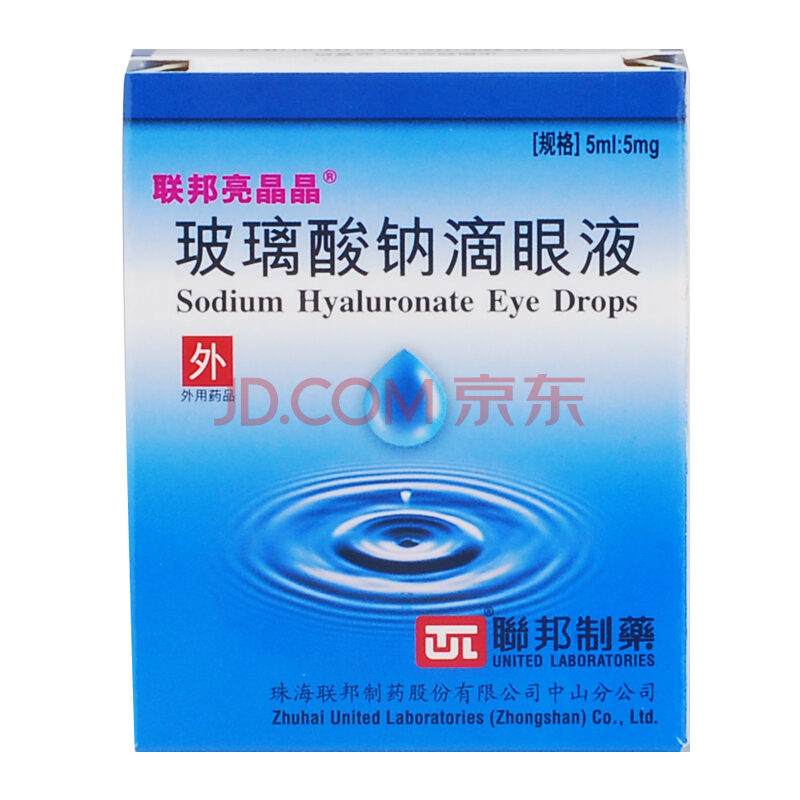 [规格] 5ml:5mg
联邦亮晶晶®
玻璃酸钠滴眼液
Sodium Hyaluronate Eye Drops
外
外用药品
JD.COM 京东
®
聯邦制藥
UNITED LABORATORIES
珠海联邦制药股份有限公司中山分公司
Zhuhai United Laboratories (Zhongshan) Co., Ltd.